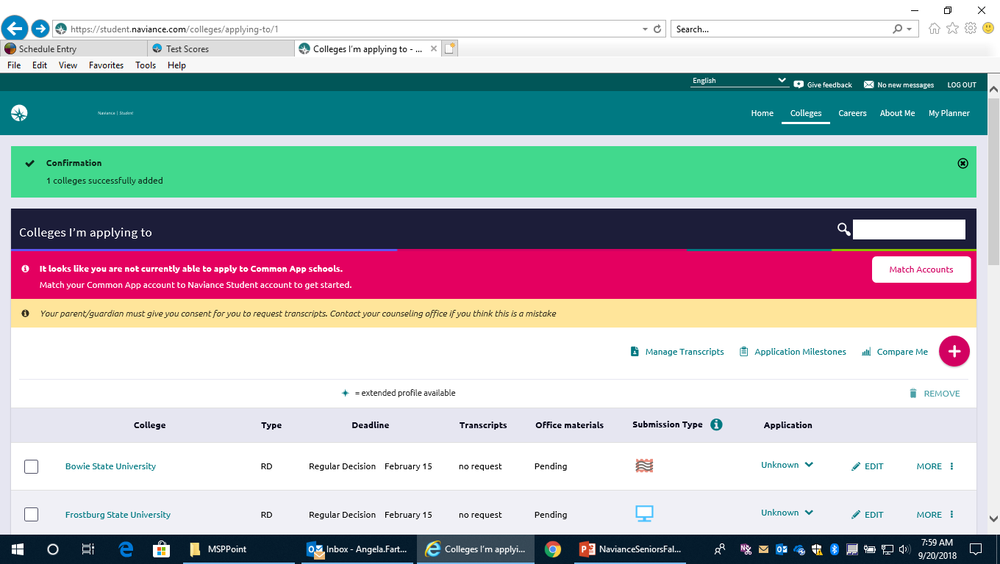 https://student.naviance.com/colleges/applying-to/1
Search...
Schedule Entry
Test Scores
Colleges I'm applying to - ...
File Edit View Favorites Tools Help
English
Give feedback
No new messages
LOG OUT
Naviance | Student
Home
Colleges
Careers
About Me
My Planner
Confirmation
1 colleges successfully added
Colleges I'm applying to
It looks like you are not currently able to apply to Common App schools.
Match your Common App account to Naviance Student account to get started.
Match Accounts
Your parent/guardian must give you consent for you to request transcripts. Contact your counseling office if you think this is a mistake
Manage Transcripts
Application Milestones
Compare Me
= extended profile available
REMOVE
College Type Deadline Transcripts Office materials Submission Type Application
Bowie State University RD Regular Decision February 15 no request Pending Unknown EDIT MORE
Frostburg State University RD Regular Decision February 15 no request Pending Unknown EDIT MORE
MSPPoint
Inbox - Angela.Fart...
Colleges I'm applyi...
NavianceSeniorsFal...
7:59 AM
9/20/2018